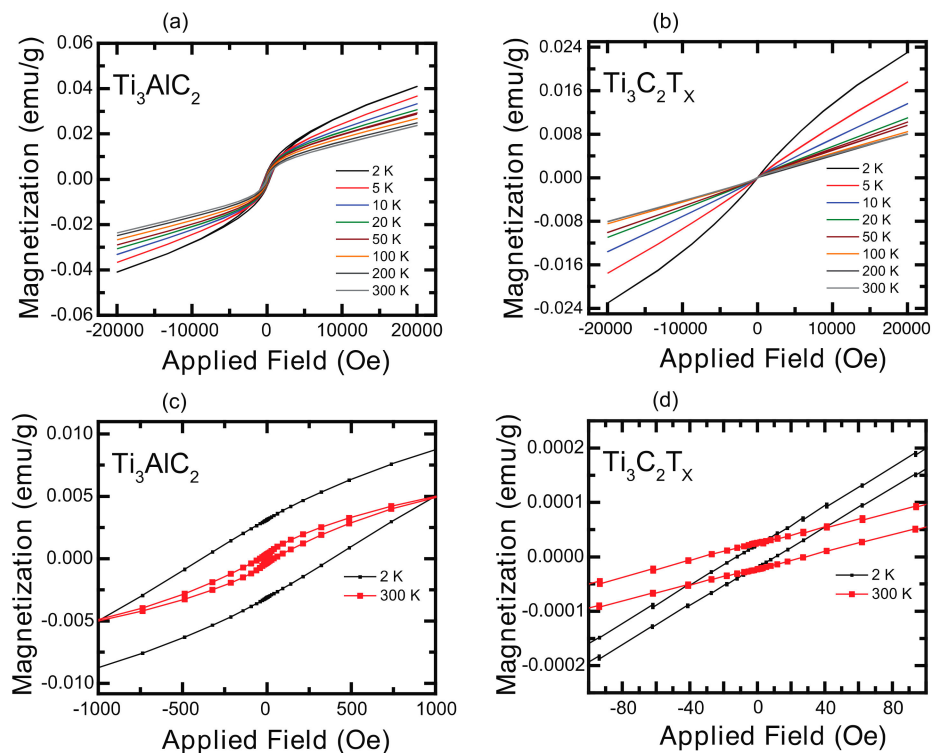 (a)
Ti3AlC2
Magnetization (emu/g)
0.06
0.04
0.02
0.00
-0.02
-0.04
-0.06
2 K
5 K
10 K
20 K
50 K
100 K
200 K
300 K
-20000 -10000 0 10000 20000
Applied Field (Oe)
(b)
Ti3C2TX
Magnetization (emu/g)
0.024
0.016
0.008
0.000
-0.008
-0.016
-0.024
2 K
5 K
10 K
20 K
50 K
100 K
200 K
300 K
-20000 -10000 0 10000 20000
Applied Field (Oe)
(c)
Ti3AlC2
Magnetization (emu/g)
0.010
0.005
0.000
-0.005
-0.010
2 K
300 K
-1000 -500 0 500 1000
Applied Field (Oe)
(d)
Ti3C2TX
Magnetization (emu/g)
0.0002
0.0001
0.0000
-0.0001
-0.0002
2 K
300 K
-80 -40 0 40 80
Applied Field (Oe)